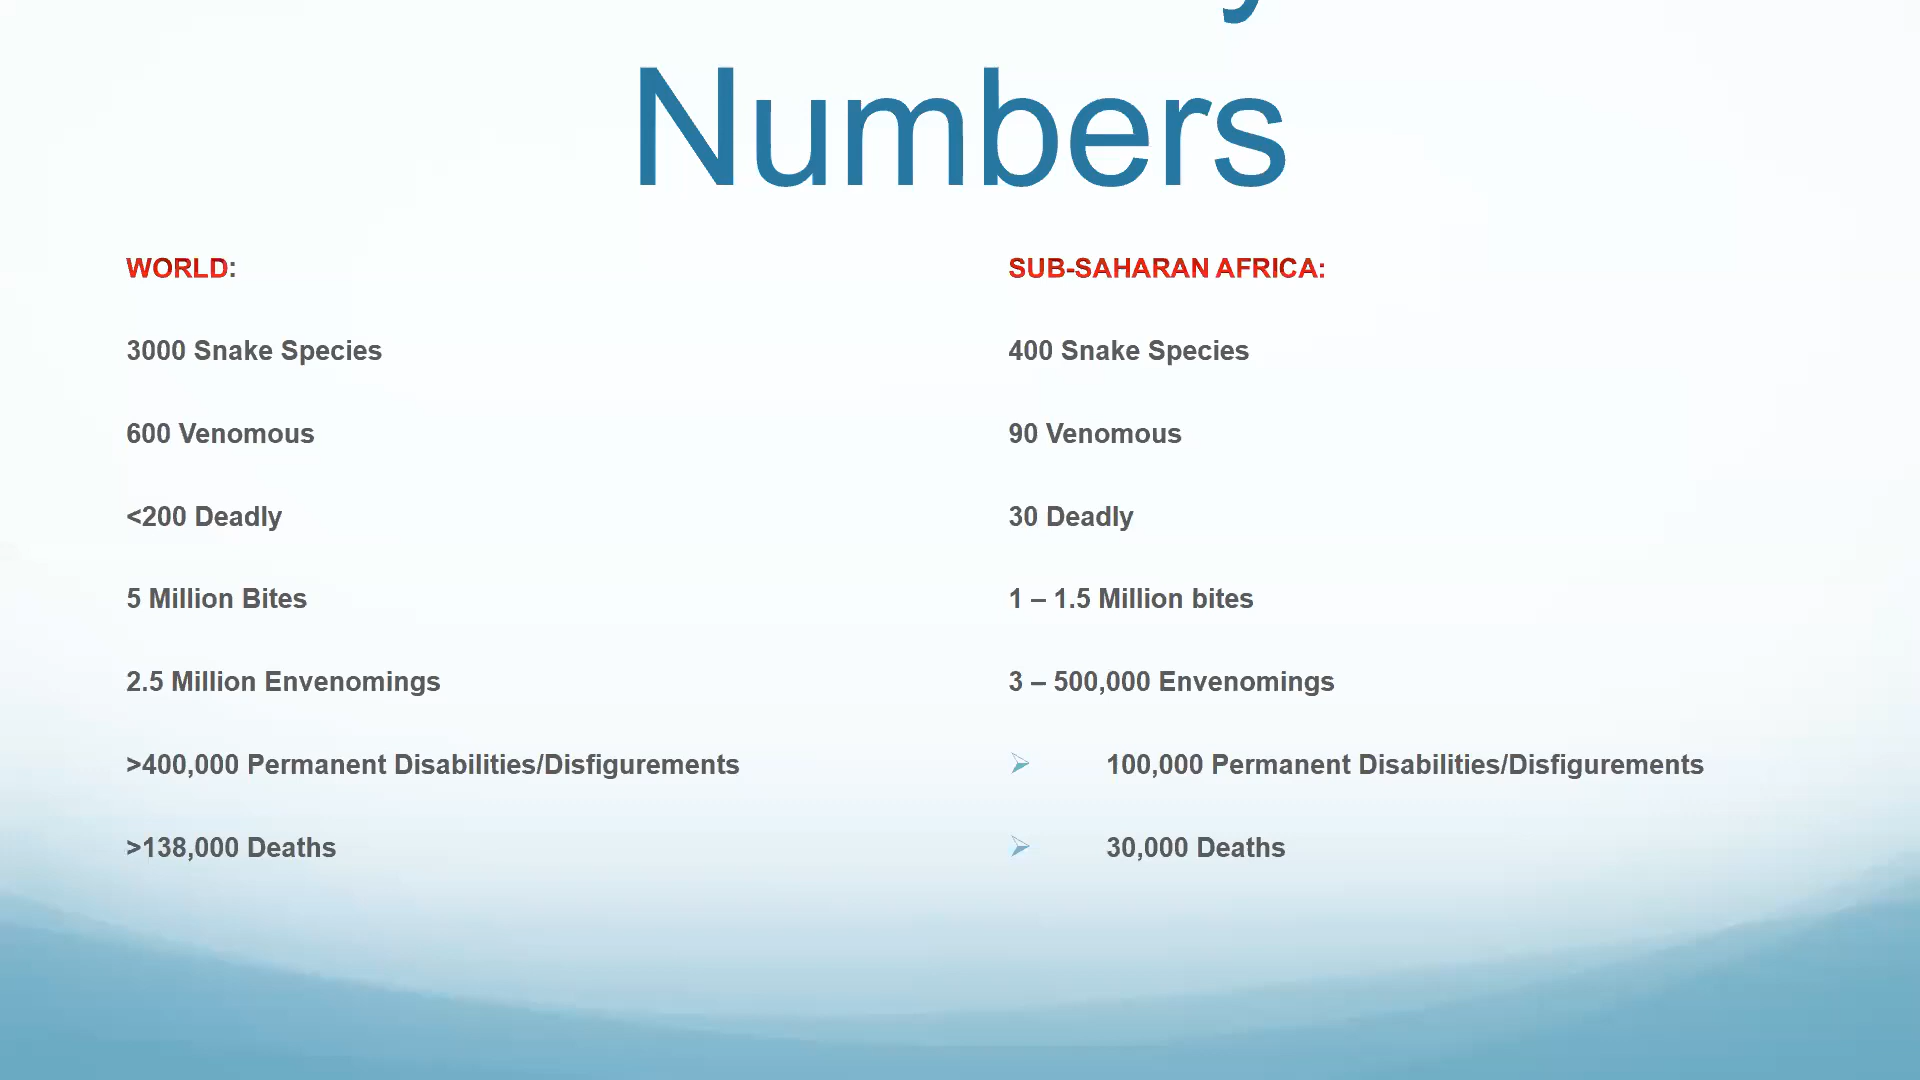 Numbers
WORLD:
3000 Snake Species
600 Venomous
<200 Deadly
5 Million Bites
2.5 Million Envenomings
>400,000 Permanent Disabilities/Disfigurements
>138,000 Deaths
SUB-SAHARAN AFRICA:
400 Snake Species
90 Venomous
30 Deadly
1 – 1.5 Million bites
3 – 500,000 Envenomings
100,000 Permanent Disabilities/Disfigurements
30,000 Deaths